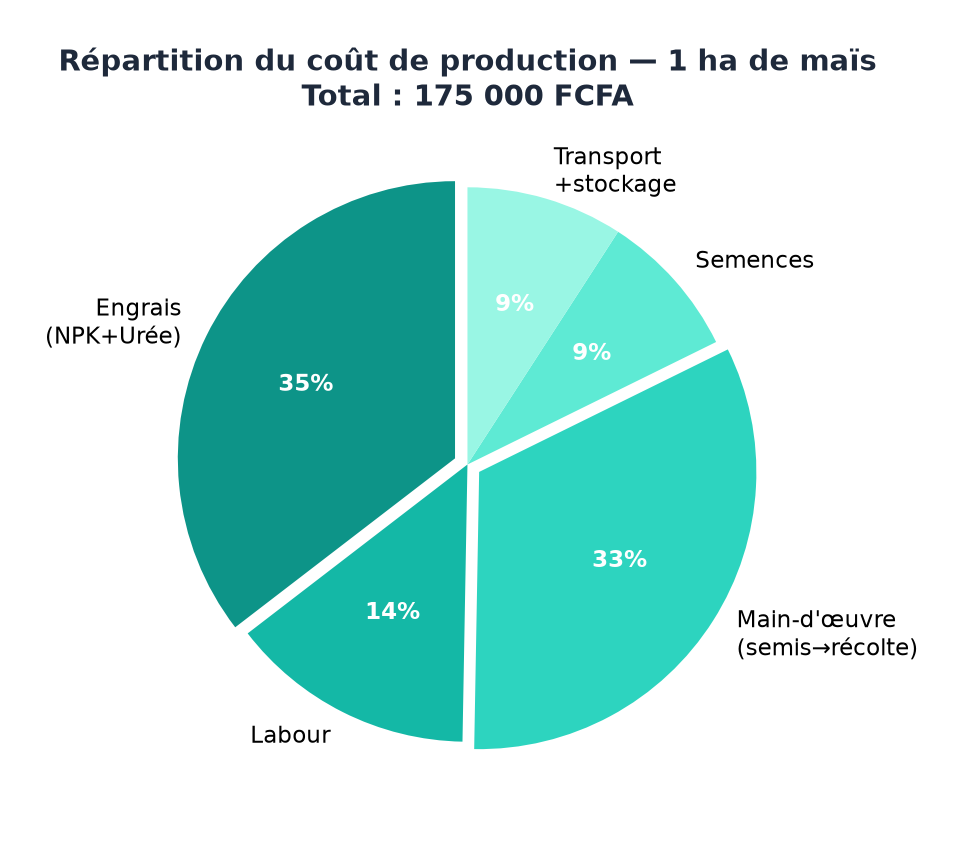 Répartition du coût de production — 1 ha de maïs
Total : 175 000 FCFA
Transport
+stockage
Semences
Engrais
(NPK+Urée)
9%
9%
35%
33%
14%
Main-d'œuvre
(semis→récolte)
Labour